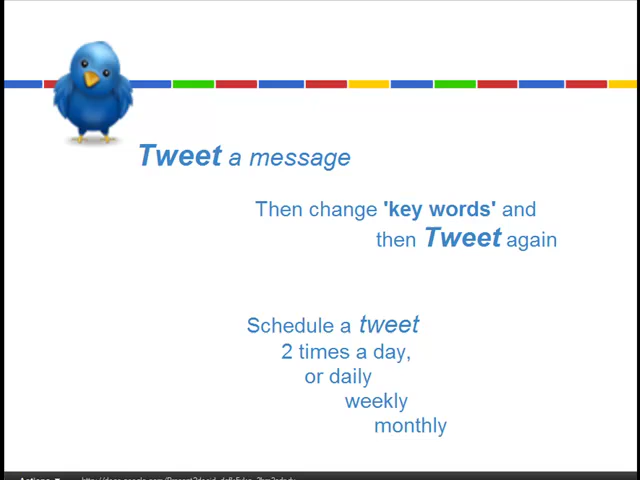 Tweet a message
Then change 'key words' and
then Tweet again
Schedule a tweet
2 times a day,
or daily
weekly
monthly